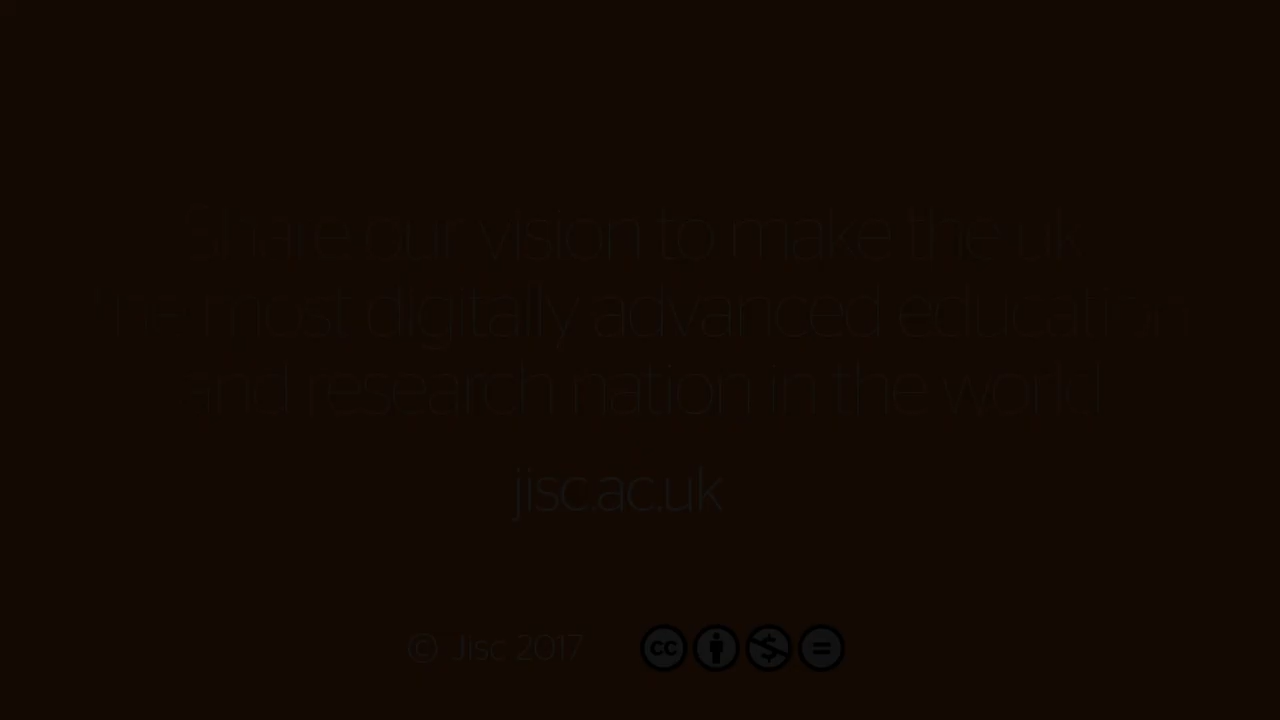 Share our vision to make the uk
the most digitally advanced education
and research nation in the world
jisc.ac.uk
© Jisc 2017